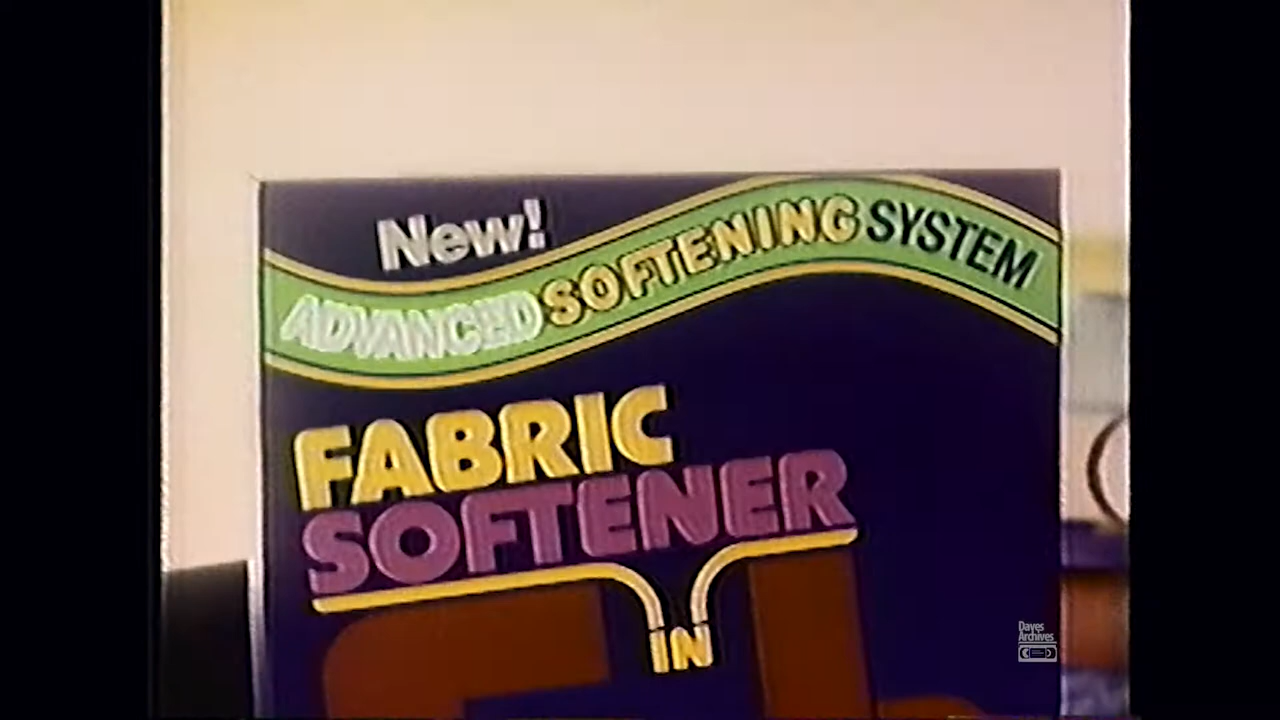 New!
ADVANCED SOFTENING SYSTEM
FABRIC
SOFTENER
IN
Daves
Archives